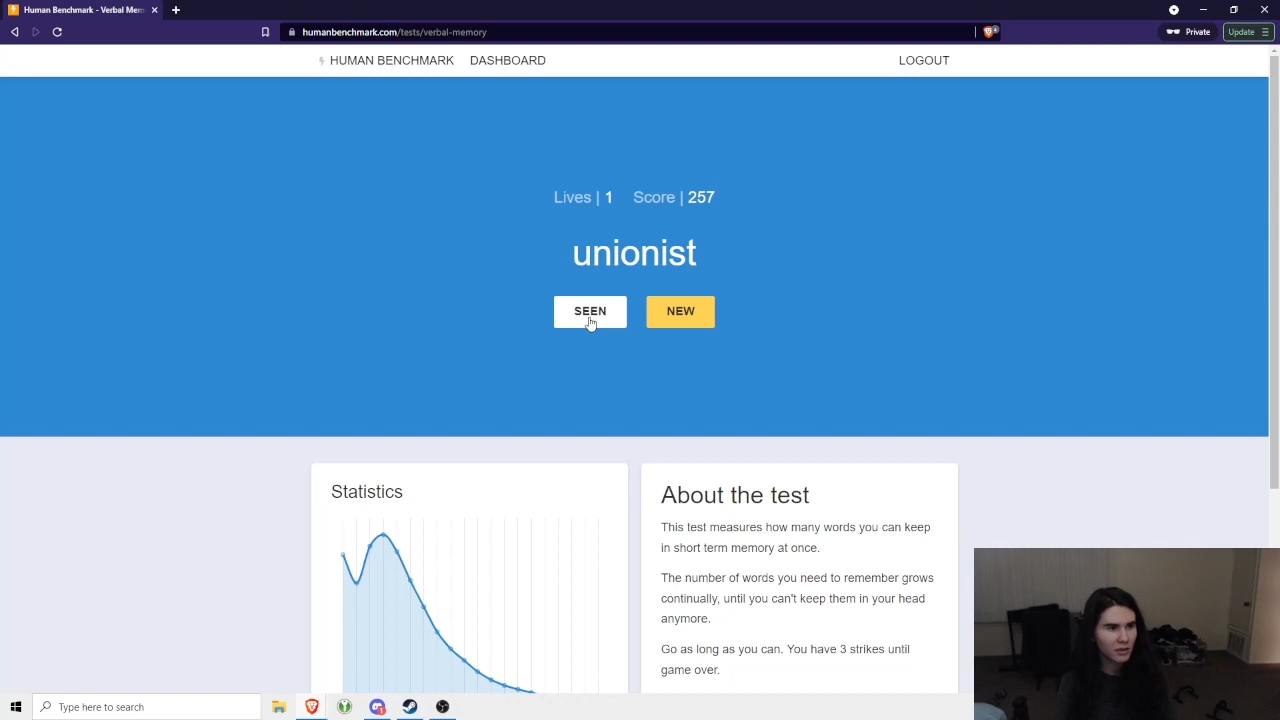 Human Benchmark - Verbal Mem
humanbenchmark.com/tests/verbal-memory
4
Private
Update
HUMAN BENCHMARK
DASHBOARD
LOGOUT
Lives | 1
Score | 257
unionist
SEEN
NEW
Statistics
About the test
This test measures how many words you can keep
in short term memory at once.
The number of words you need to remember grows
continually, until you can't keep them in your head
anymore.
Go as long as you can. You have 3 strikes until
game over.
Type here to search